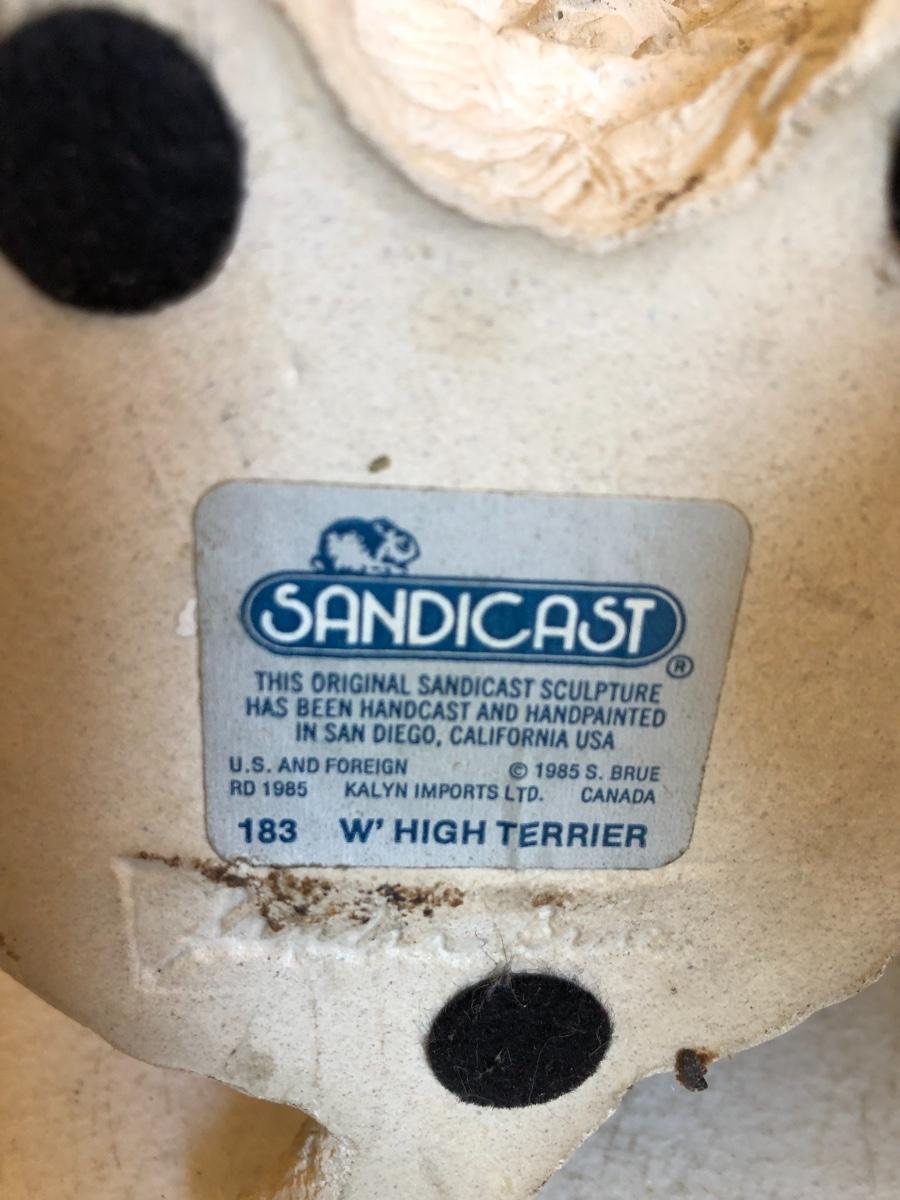 SANDICAST
®
THIS ORIGINAL SANDICAST SCULPTURE
HAS BEEN HANDCAST AND HANDPAINTED
IN SAN DIEGO, CALIFORNIA USA
U.S. AND FOREIGN © 1985 S. BRUE
RD 1985 KALYN IMPORTS LTD. CANADA
183 W' HIGH TERRIER